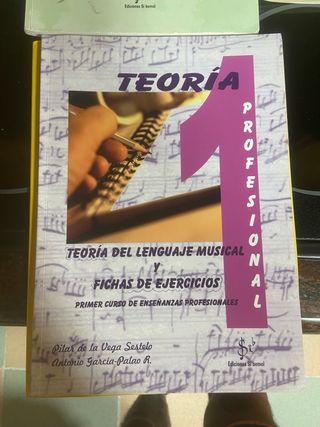 Ediciones Si bemol
TEORÍA
1
PROFESIONAL
TEORÍA DEL LENGUAJE MUSICAL
Y
FICHAS DE EJERCICIOS
PRIMER CURSO DE ENSEÑANZAS PROFESIONALES
Pilar de la Vega Sestelo
Antonio García-Palao R.
Ediciones Si bemol